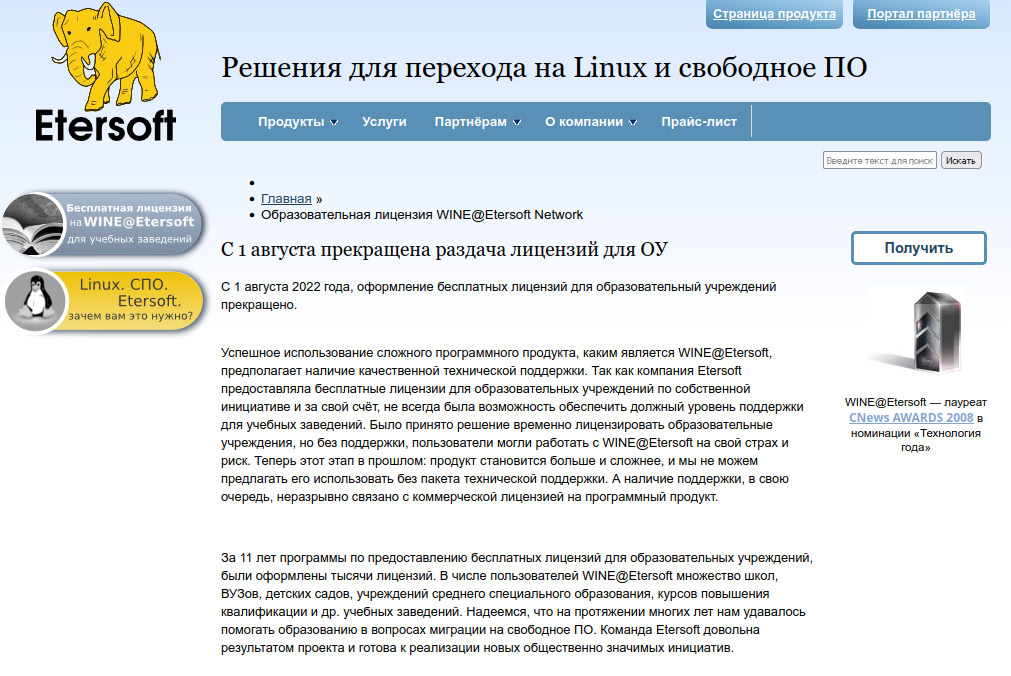 Страница продукта
Портал партнёра
Etersoft
Решения для перехода на Linux и свободное ПО
Продукты
Услуги
Партнёрам
О компании
Прайс-лист
Введите текст для поиск
Искать
Бесплатная лицензия
на WINE@Etersoft
для учебных заведений
Linux. СПО.
Etersoft.
зачем вам это нужно?
Главная »
Образовательная лицензия WINE@Etersoft Network
С 1 августа прекращена раздача лицензий для ОУ
С 1 августа 2022 года, оформление бесплатных лицензий для образовательный учреждений
прекращено.
Успешное использование сложного программного продукта, каким является WINE@Etersoft,
предполагает наличие качественной технической поддержки. Так как компания Etersoft
предоставляла бесплатные лицензии для образовательных учреждений по собственной
инициативе и за свой счёт, не всегда была возможность обеспечить должный уровень поддержки
для учебных заведений. Было принято решение временно лицензировать образовательные
учреждения, но без поддержки, пользователи могли работать с WINE@Etersoft на свой страх и
риск. Теперь этот этап в прошлом: продукт становится больше и сложнее, и мы не можем
предлагать его использовать без пакета технической поддержки. А наличие поддержки, в свою
очередь, неразрывно связано с коммерческой лицензией на программный продукт.
За 11 лет программы по предоставлению бесплатных лицензий для образовательных учреждений,
были оформлены тысячи лицензий. В числе пользователей WINE@Etersoft множество школ,
ВУЗов, детских садов, учреждений среднего специального образования, курсов повышения
квалификации и др. учебных заведений. Надеемся, что на протяжении многих лет нам удавалось
помогать образованию в вопросах миграции на свободное ПО. Команда Etersoft довольна
результатом проекта и готова к реализации новых общественно значимых инициатив.
Получить
WINE@Etersoft — лауреат
CNews AWARDS 2008 в
номинации «Технология
года»